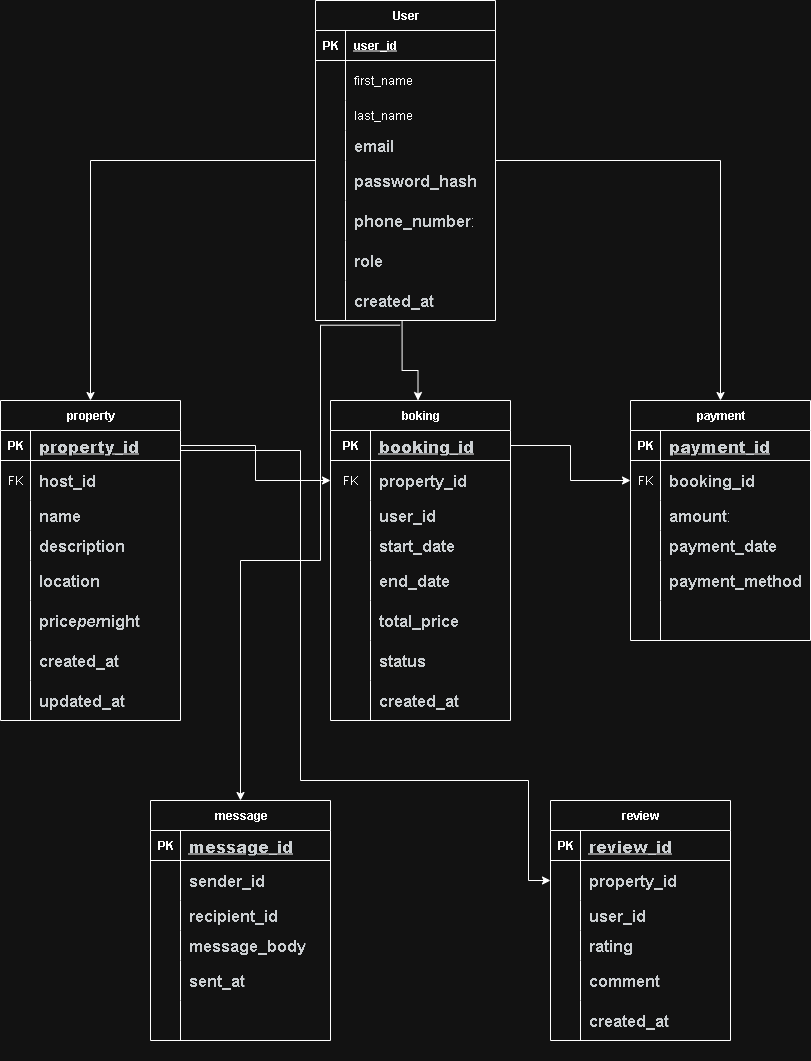 User
PK user_id
first_name
last_name
email
password_hash
phone_number:
role
created_at
property
PK property_id
FK host_id
name
description
location
pricepernight
created_at
updated_at
boking
PK booking_id
FK property_id
user_id
start_date
end_date
total_price
status
created_at
payment
PK payment_id
FK booking_id
amount:
payment_date
payment_method
message
PK message_id
sender_id
recipient_id
message_body
sent_at
review
PK review_id
property_id
user_id
rating
comment
created_at